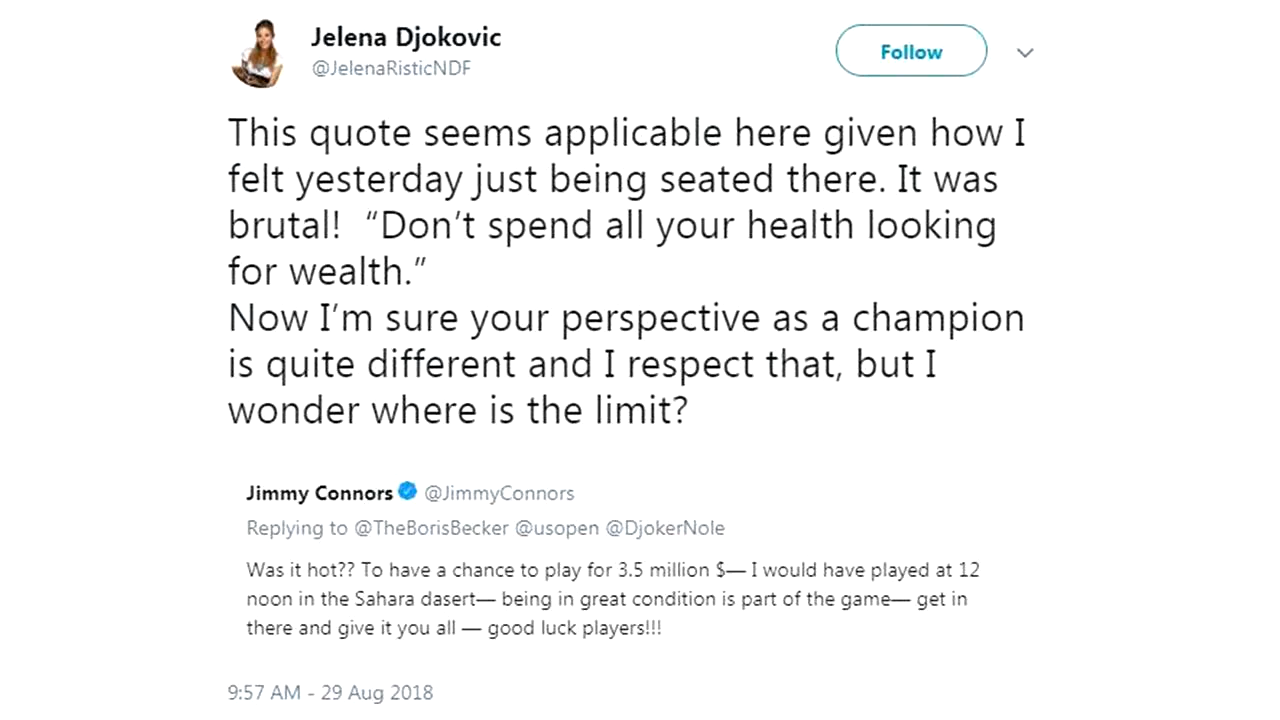 Jelena Djokovic
@JelenaRisticNDF
Follow
This quote seems applicable here given how I
felt yesterday just being seated there. It was
brutal!  “Don’t spend all your health looking
for wealth.”
Now I’m sure your perspective as a champion
is quite different and I respect that, but I
wonder where is the limit?
Jimmy Connors @JimmyConnors
Replying to @TheBorisBecker @usopen @DjokerNole
Was it hot?? To have a chance to play for 3.5 million $— I would have played at 12
noon in the Sahara dasert— being in great condition is part of the game— get in
there and give it you all — good luck players!!!
9:57 AM - 29 Aug 2018